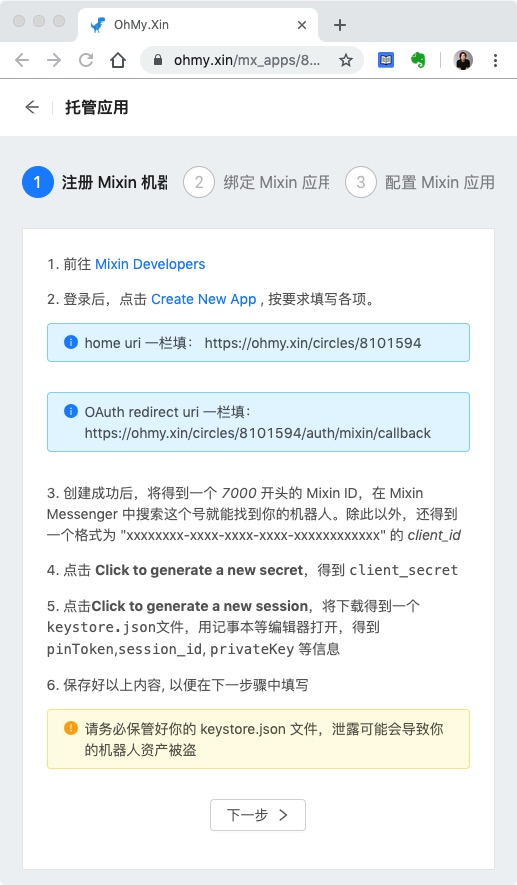 OhMy.Xin
ohmy.xin/mx_apps/8...
托管应用
1 注册 Mixin 机器
2 绑定 Mixin 应用
3 配置 Mixin 应用
1. 前往 Mixin Developers
2. 登录后，点击 Create New App , 按要求填写各项。
home uri 一栏填： https://ohmy.xin/circles/8101594
OAuth redirect uri 一栏填：
https://ohmy.xin/circles/8101594/auth/mixin/callback
3. 创建成功后，将得到一个 7000 开头的 Mixin ID，在 Mixin
Messenger 中搜索这个号就能找到你的机器人。除此以外，还得到
一个格式为 "xxxxxxxx-xxxx-xxxx-xxxx-xxxxxxxxxxxx" 的 client_id
4. 点击 Click to generate a new secret，得到 client_secret
5. 点击Click to generate a new session，将下载得到一个
keystore.json文件，用记事本等编辑器打开，得到
pinToken,session_id, privateKey 等信息
6. 保存好以上内容, 以便在下一步骤中填写
请务必保管好你的 keystore.json 文件，泄露可能会导致你
的机器人资产被盗
下一步